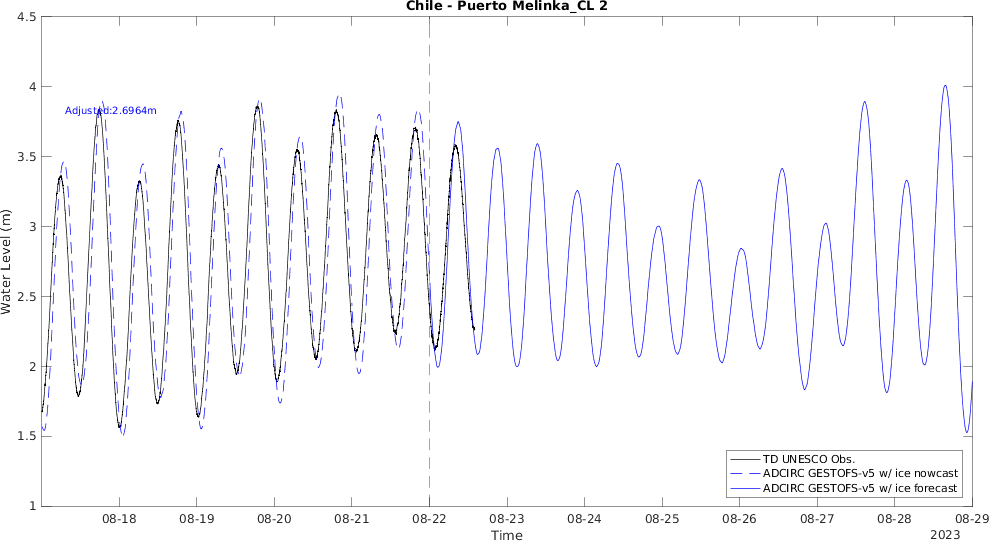 Chile - Puerto Melinka_CL 2
4.5
4
3.5
3
2.5
2
1.5
1
Water Level (m)
Adjusted:2.6964m
TD UNESCO Obs.
ADCIRC GESTOFS-v5 w/ ice nowcast
ADCIRC GESTOFS-v5 w/ ice forecast
08-18 08-19 08-20 08-21 08-22 08-23 08-24 08-25 08-26 08-27 08-28 08-29
Time
2023